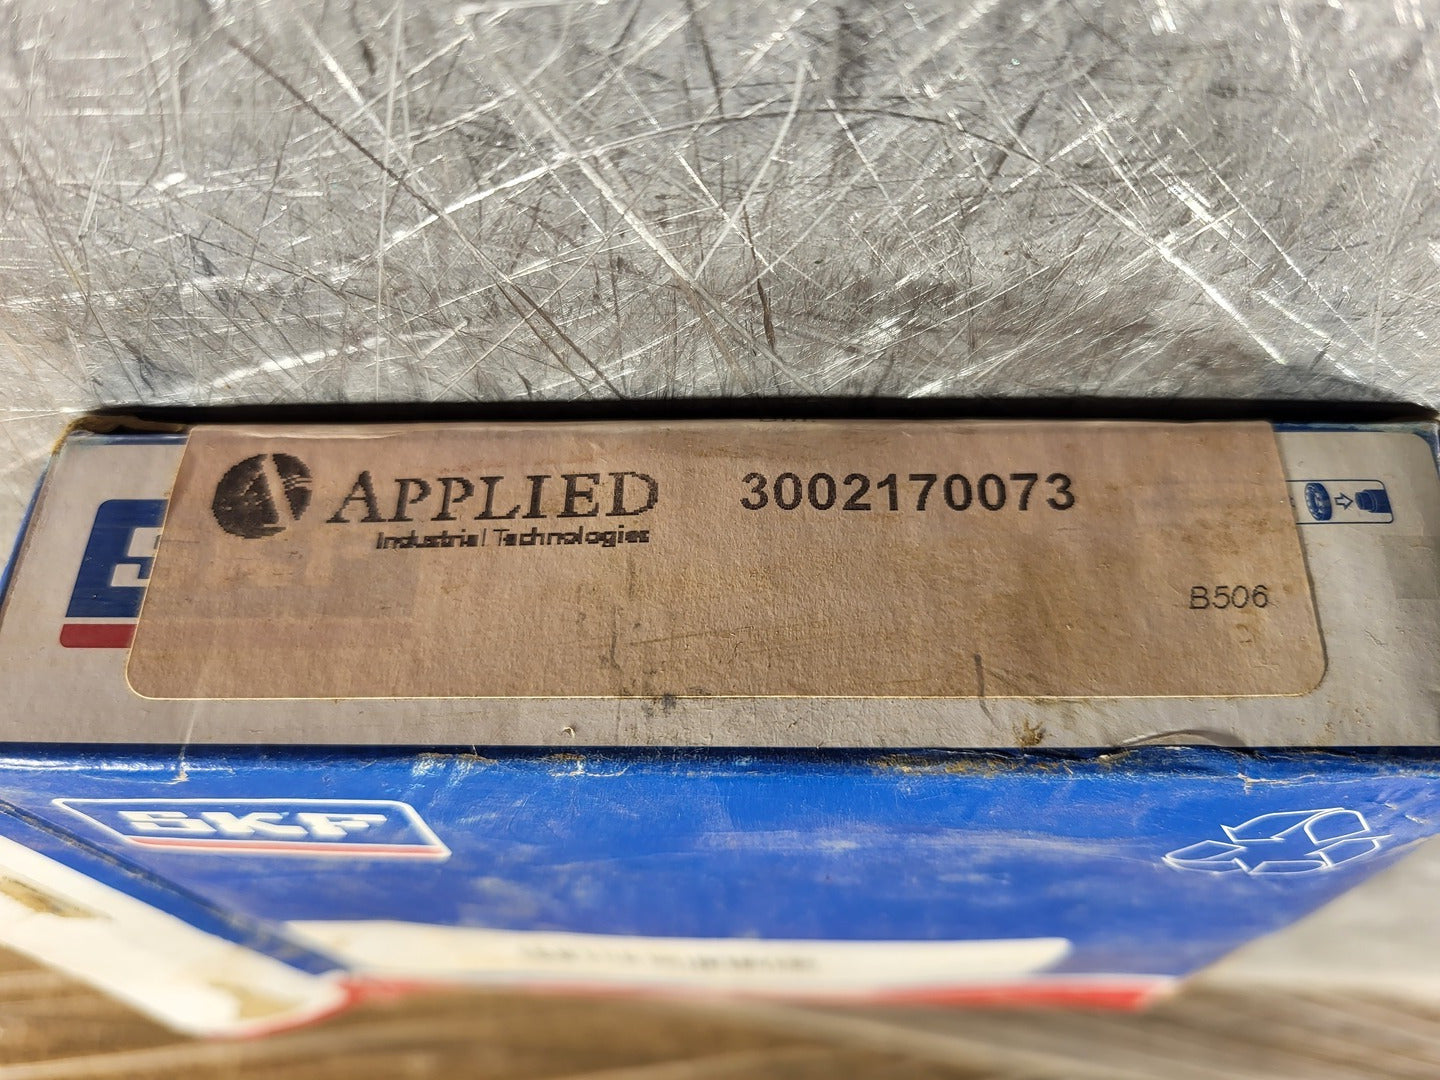 APPLIED
Industrial Technologies
3002170073
B506
SKF